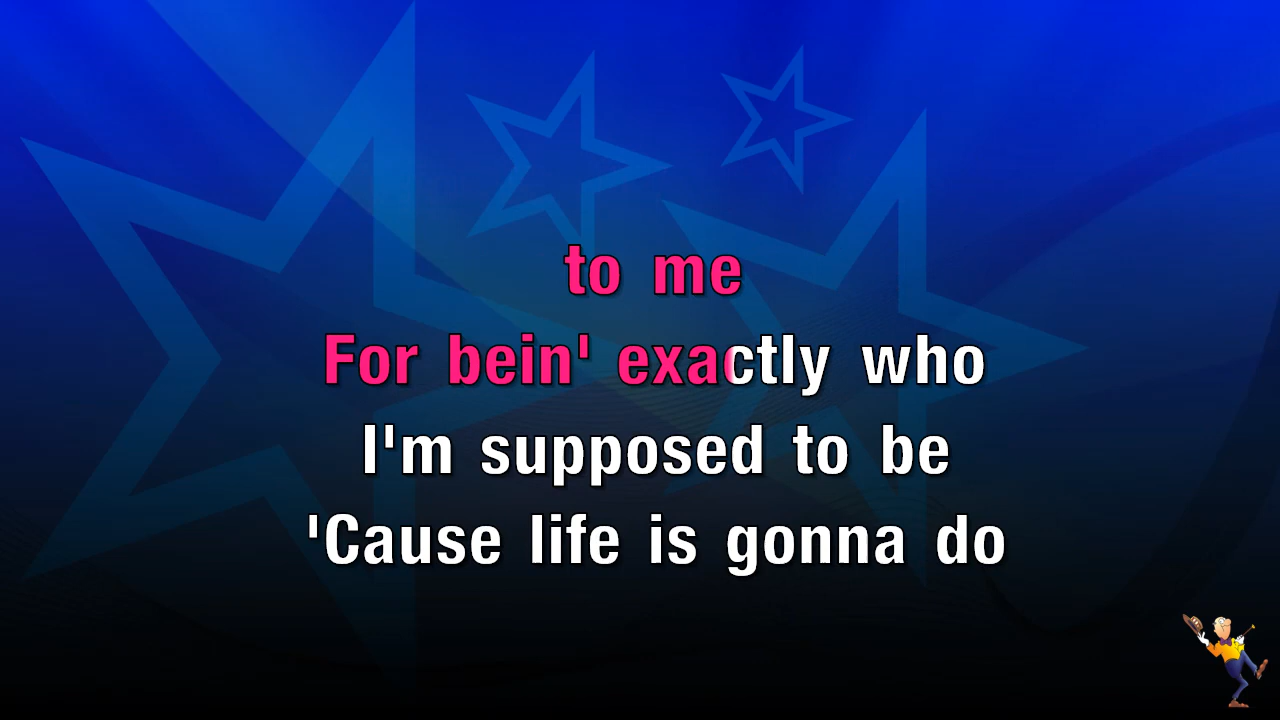 to me
For bein' exactly who
I'm supposed to be
'Cause life is gonna do